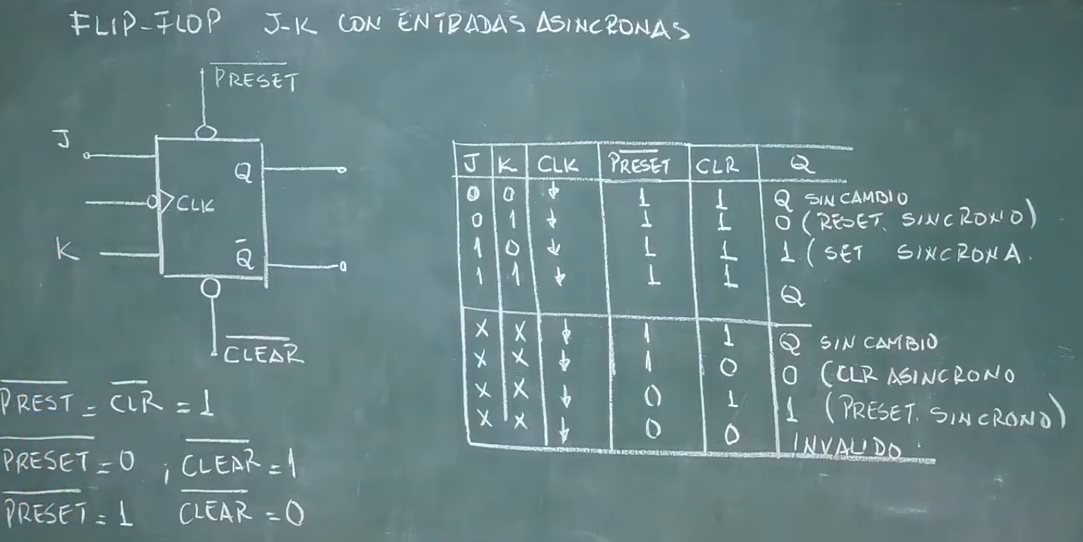 FLIP-FLOP J-K CON ENTRADAS ASINCRONAS
PRESET
J
Q
CLK
K
Q̅
CLEAR
PREST = CLR = 1
PRESET = 0 ; CLEAR = 1
PRESET = 1 CLEAR = 0
J K CLK PRESET CLR Q
0 0 ↓ 1 1 Q SIN CAMBIO
0 1 ↓ 1 1 0 (RESET. SINCRONO)
1 0 ↓ 1 1 1 (SET SINCRONA.
1 1 ↓ 1 1 Q
X X ↓ 1 1 Q SIN CAMBIO
X X ↓ 1 0 0 (CLR ASINCRONO
X X ↓ 0 1 1 (PRESET. SINCRONO)
X X ↓ 0 0 INVALIDO.